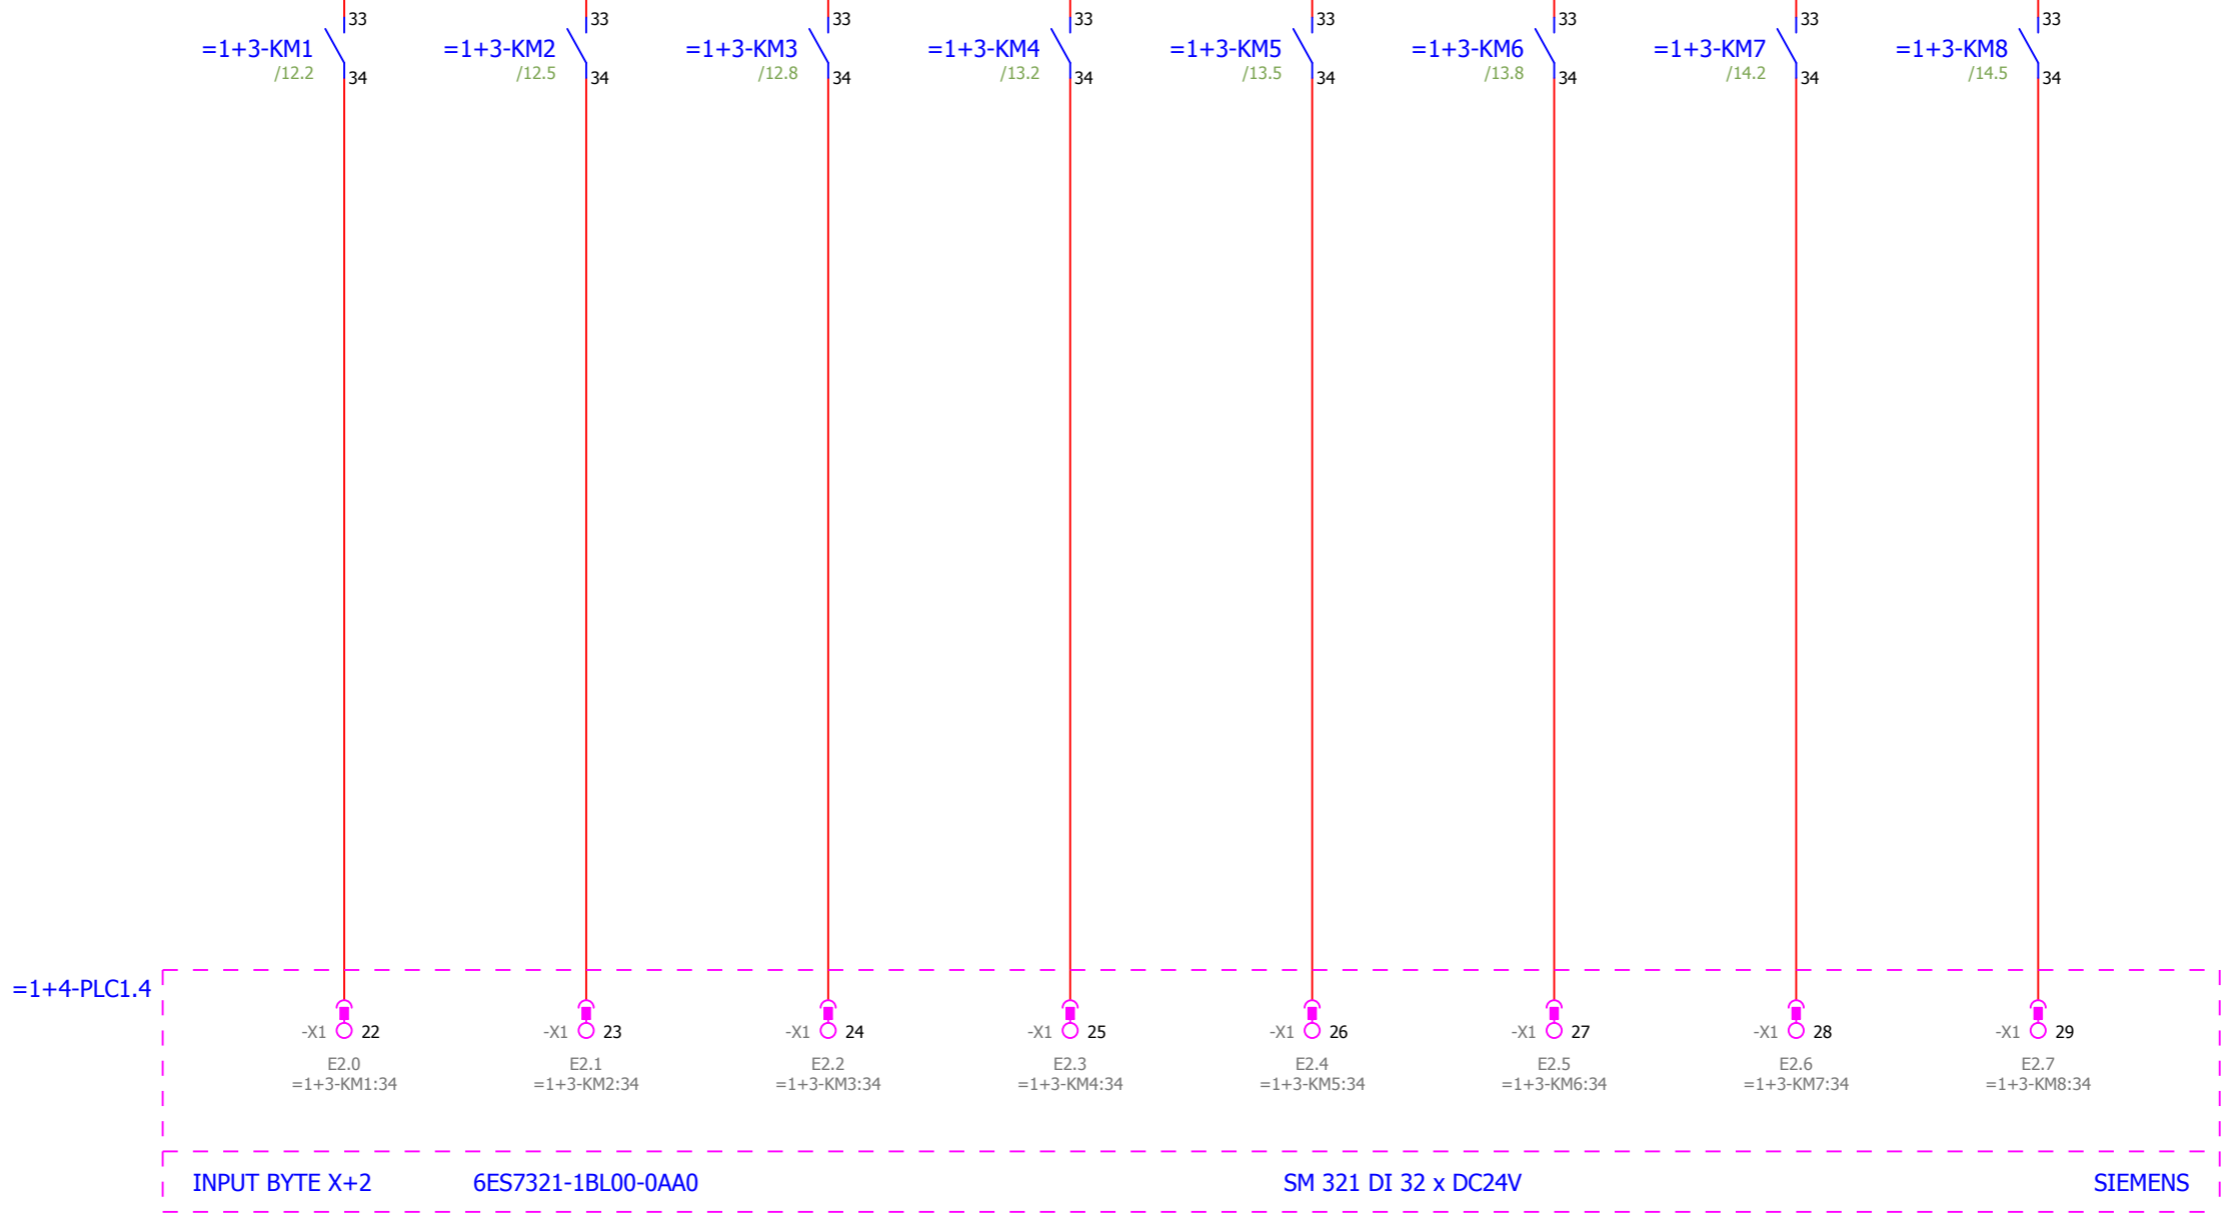 33 33 33 33 33 33 33 33
=1+3-KM1 =1+3-KM2 =1+3-KM3 =1+3-KM4 =1+3-KM5 =1+3-KM6 =1+3-KM7 =1+3-KM8
/12.2 34 /12.5 34 /12.8 34 /13.2 34 /13.5 34 /13.8 34 /14.2 34 /14.5 34
=1+4-PLC1.4
-X1 22 -X1 23 -X1 24 -X1 25 -X1 26 -X1 27 -X1 28 -X1 29
E2.0 E2.1 E2.2 E2.3 E2.4 E2.5 E2.6 E2.7
=1+3-KM1:34 =1+3-KM2:34 =1+3-KM3:34 =1+3-KM4:34 =1+3-KM5:34 =1+3-KM6:34 =1+3-KM7:34 =1+3-KM8:34
INPUT BYTE X+2 6ES7321-1BL00-0AA0 SM 321 DI 32 x DC24V SIEMENS